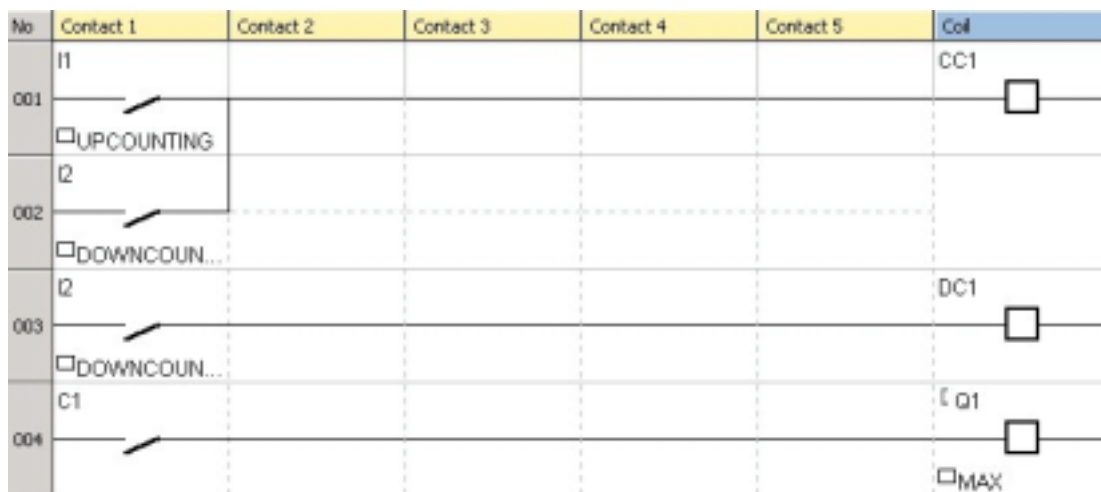 No Contact 1 Contact 2 Contact 3 Contact 4 Contact 5 Coil
I1 CC1
001
UPCOUNTING
I2
002
DOWNCOUN...
I2 DC1
003
DOWNCOUN...
C1 [ Q1
004
MAX